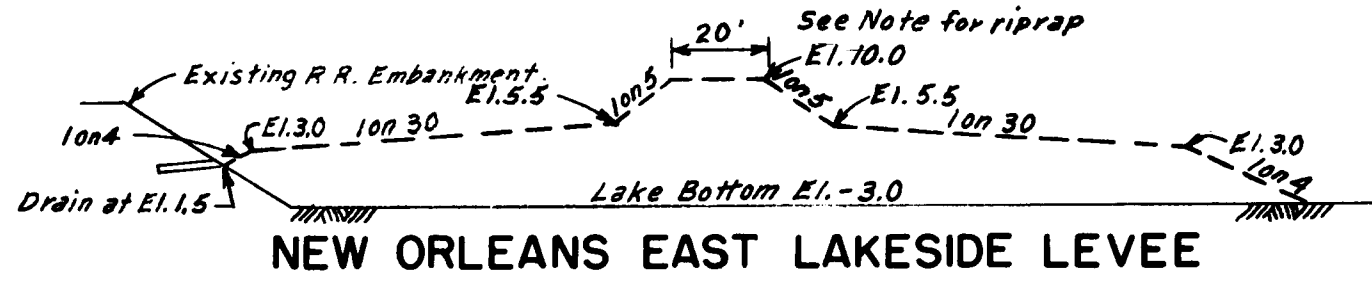 See Note for riprap
20'
El. 10.0
Existing R R. Embankment.
El. 5.5
1 on 5
1 on 5
El. 5.5
1 on 4
El. 3.0
1 on 30
1 on 30
El. 3.0
1 on 4
Drain at El. 1.5
Lake Bottom El. -3.0
NEW ORLEANS EAST LAKESIDE LEVEE